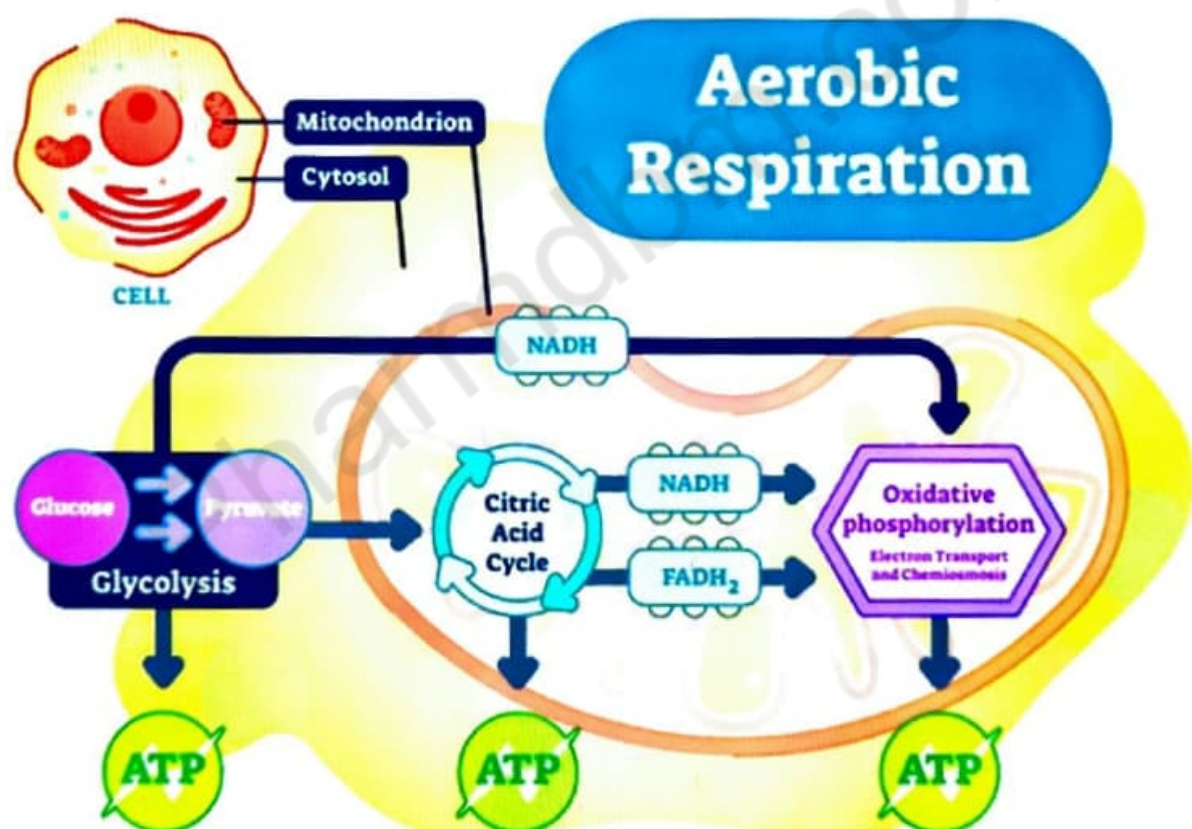 Aerobic
Respiration
Mitochondrion
Cytosol
CELL
NADH
Glucose
Pyruvate
Glycolysis
Citric
Acid
Cycle
NADH
FADH₂
Oxidative
phosphorylation
Electron Transport
and Chemiosmosis
ATP
ATP
ATP